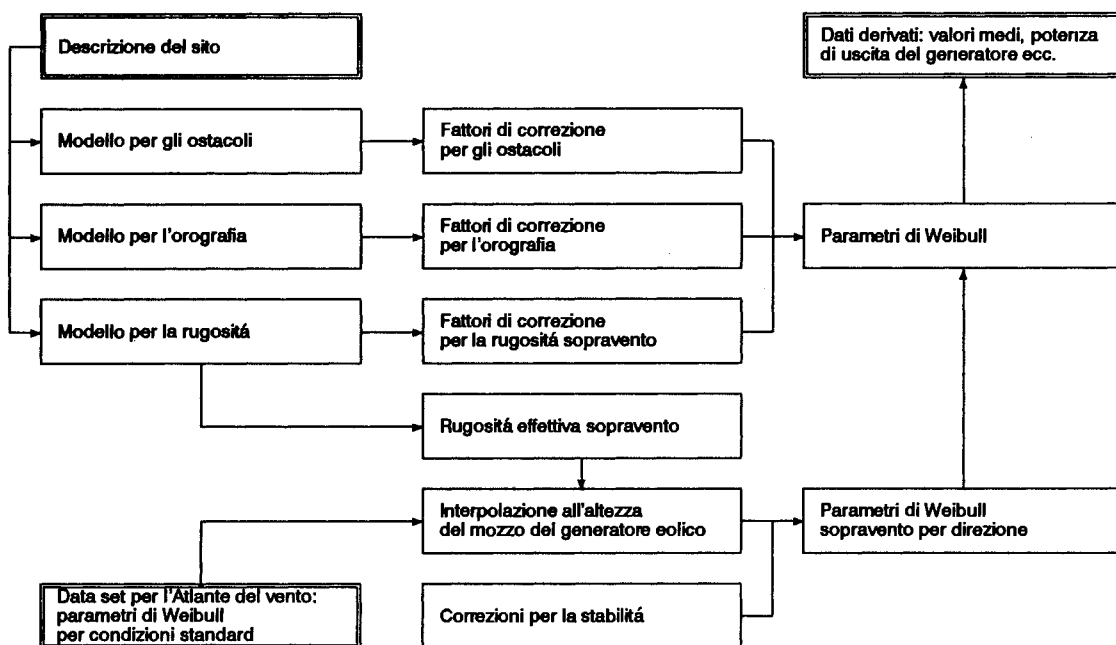 Descrizione del sito
Dati derivati: valori medi, potenza
di uscita del generatore ecc.
Modello per gli ostacoli
Fattori di correzione
per gli ostacoli
Modello per l'orografia
Fattori di correzione
per l'orografia
Parametri di Weibull
Modello per la rugositá
Fattori di correzione
per la rugositá sopravento
Rugositá effettiva sopravento
Interpolazione all'altezza
del mozzo del generatore eolico
Parametri di Weibull
sopravento per direzione
Data set per l'Atlante del vento:
parametri di Weibull
per condizioni standard
Correzioni per la stabilitá